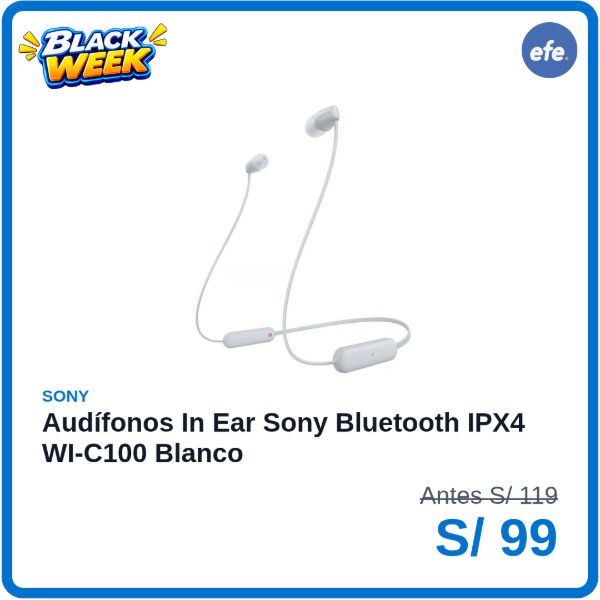 BLACK
WEEK
efe.
SONY
Audífonos In Ear Sony Bluetooth IPX4
WI-C100 Blanco
Antes S/ 119
S/ 99